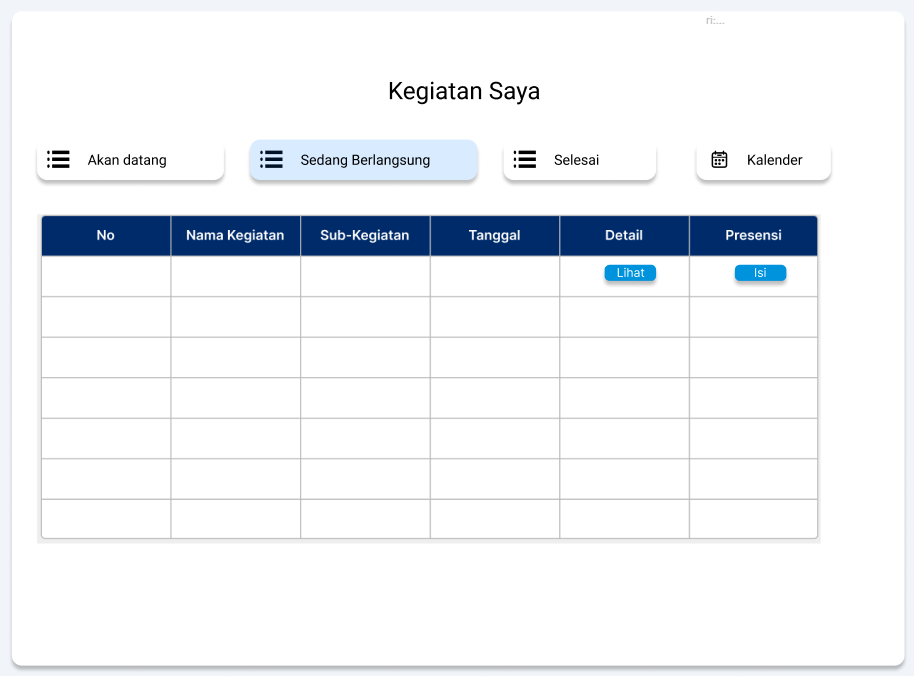 ri:...
Kegiatan Saya
Akan datang Sedang Berlangsung Selesai Kalender
No Nama Kegiatan Sub-Kegiatan Tanggal Detail Presensi
Lihat Isi